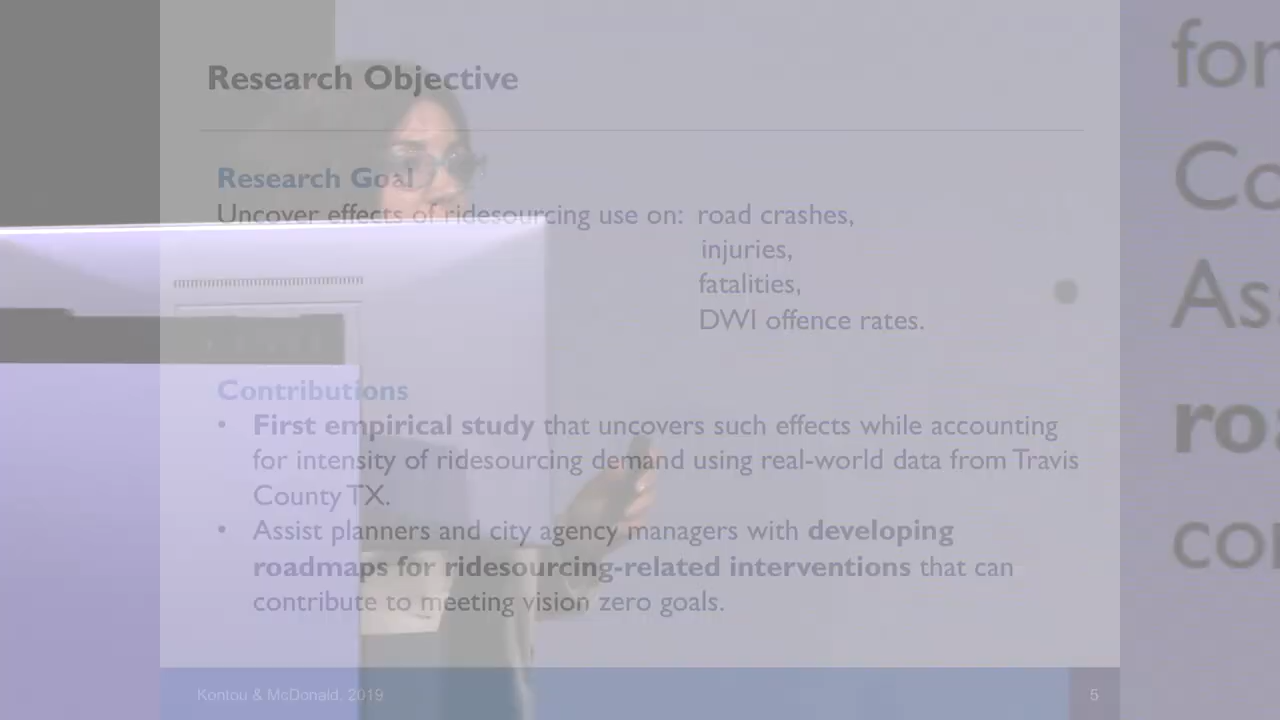 Research Objective
Research Goal
Uncover effects of ridesourcing use on: road crashes,
injuries,
fatalities,
DWI offence rates.
Contributions
• First empirical study that uncovers such effects while accounting
for intensity of ridesourcing demand using real-world data from Travis
County TX.
• Assist planners and city agency managers with developing
roadmaps for ridesourcing-related interventions that can
contribute to meeting vision zero goals.
Kontou & McDonald, 2019
5
for
Co
As
roa
con